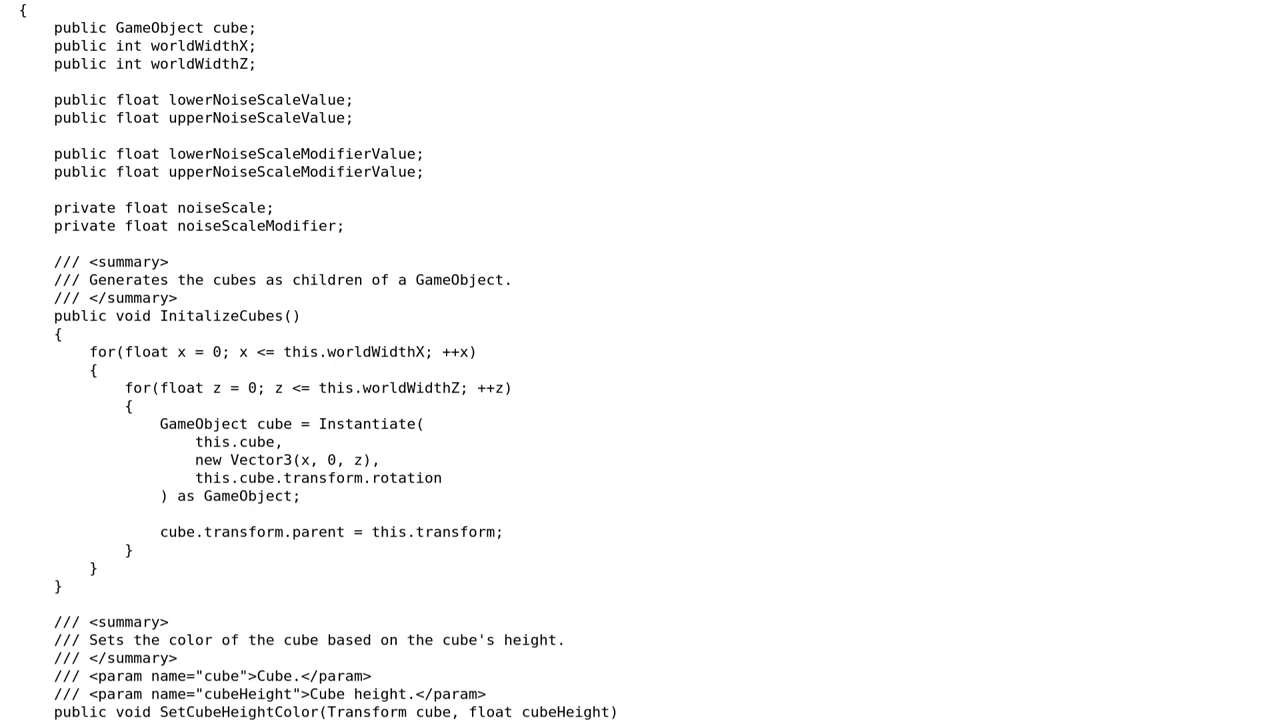 {
    public GameObject cube;
    public int worldWidthX;
    public int worldWidthZ;

    public float lowerNoiseScaleValue;
    public float upperNoiseScaleValue;

    public float lowerNoiseScaleModifierValue;
    public float upperNoiseScaleModifierValue;

    private float noiseScale;
    private float noiseScaleModifier;

    /// <summary>
    /// Generates the cubes as children of a GameObject.
    /// </summary>
    public void InitalizeCubes()
    {
        for(float x = 0; x <= this.worldWidthX; ++x)
        {
            for(float z = 0; z <= this.worldWidthZ; ++z)
            {
                GameObject cube = Instantiate(
                    this.cube,
                    new Vector3(x, 0, z),
                    this.cube.transform.rotation
                ) as GameObject;

                cube.transform.parent = this.transform;
            }
        }
    }

    /// <summary>
    /// Sets the color of the cube based on the cube's height.
    /// </summary>
    /// <param name="cube">Cube.</param>
    /// <param name="cubeHeight">Cube height.</param>
    public void SetCubeHeightColor(Transform cube, float cubeHeight)